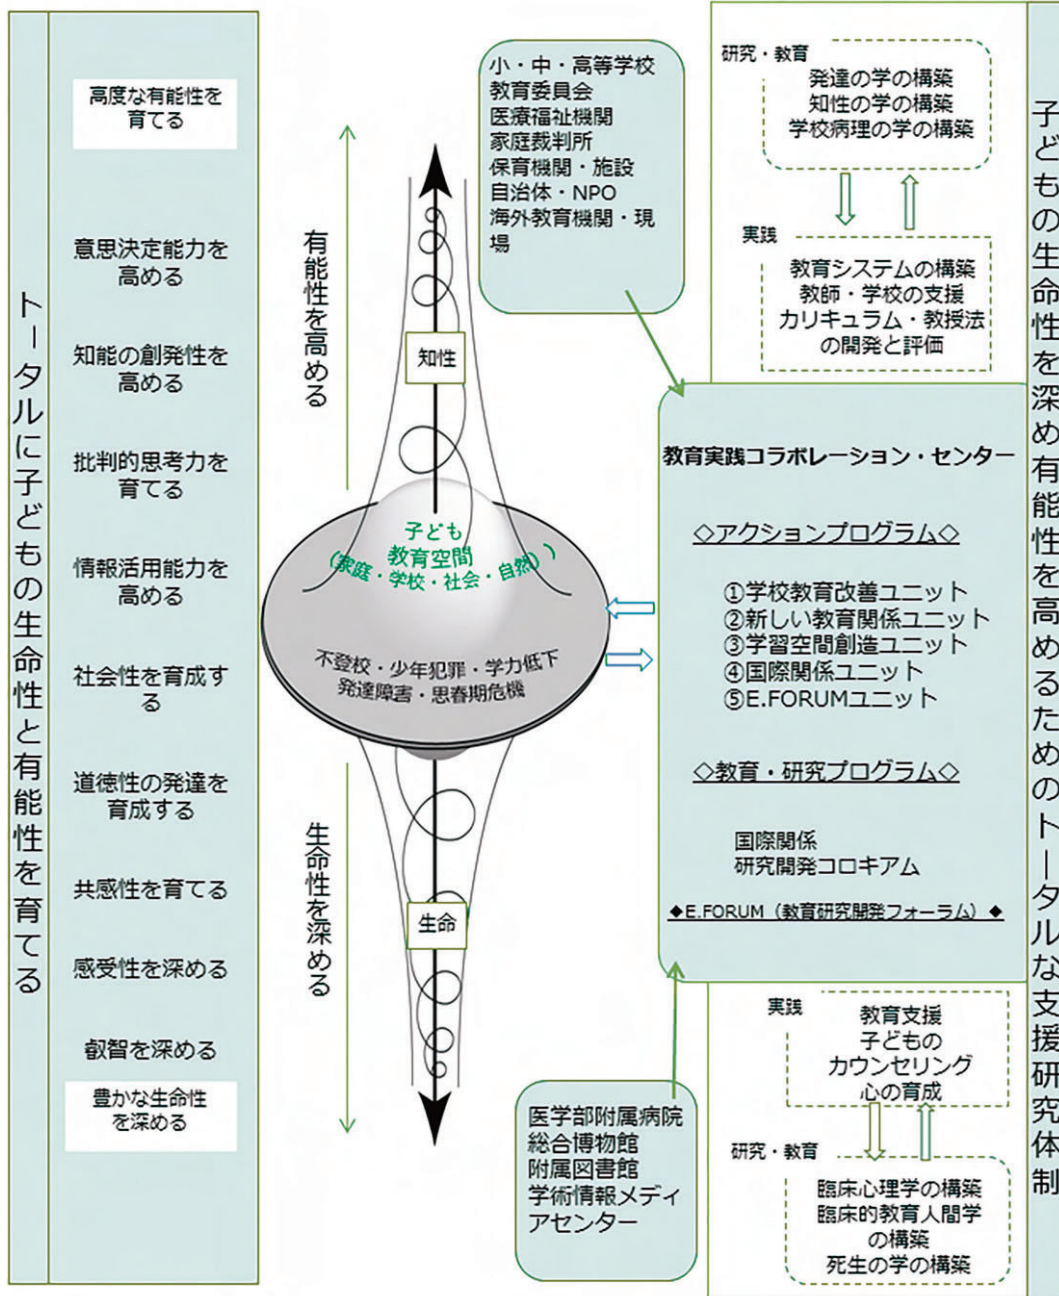 トータルに子どもの生命性と有能性を育てる
高度な有能性を
育てる
意思決定能力を
高める
知能の創発性を
高める
批判的思考力を
育てる
情報活用能力を
高める
社会性を育成す
る
道徳性の発達を
育成する
共感性を育てる
感受性を深める
叡智を深める
豊かな生命性
を深める
有能性を高める
知性
子ども
教育空間
(家庭・学校・社会・自然))
不登校・少年犯罪・学力低下
発達障害・思春期危機
生命性を深める
生命
小・中・高等学校
教育委員会
医療福祉機関
家庭裁判所
保育機関・施設
自治体・NPO
海外教育機関・現
場
研究・教育
発達の学の構築
知性の学の構築
学校病理の学の構築
実践
教育システムの構築
教師・学校の支援
カリキュラム・教授法
の開発と評価
教育実践コラボレーション・センター
◇アクションプログラム◇
①学校教育改善ユニット
②新しい教育関係ユニット
③学習空間創造ユニット
④国際関係ユニット
⑤E.FORUMユニット
◇教育・研究プログラム◇
国際関係
研究開発コロキアム
◆E.FORUM（教育研究開発フォーラム）◆
医学部附属病院
総合博物館
附属図書館
学術情報メディ
アセンター
実践
教育支援
子どもの
カウンセリング
心の育成
研究・教育
臨床心理学の構築
臨床的教育人間学
の構築
死生の学の構築
子どもの生命性を深め有能性を高めるためのトータルな支援研究体制